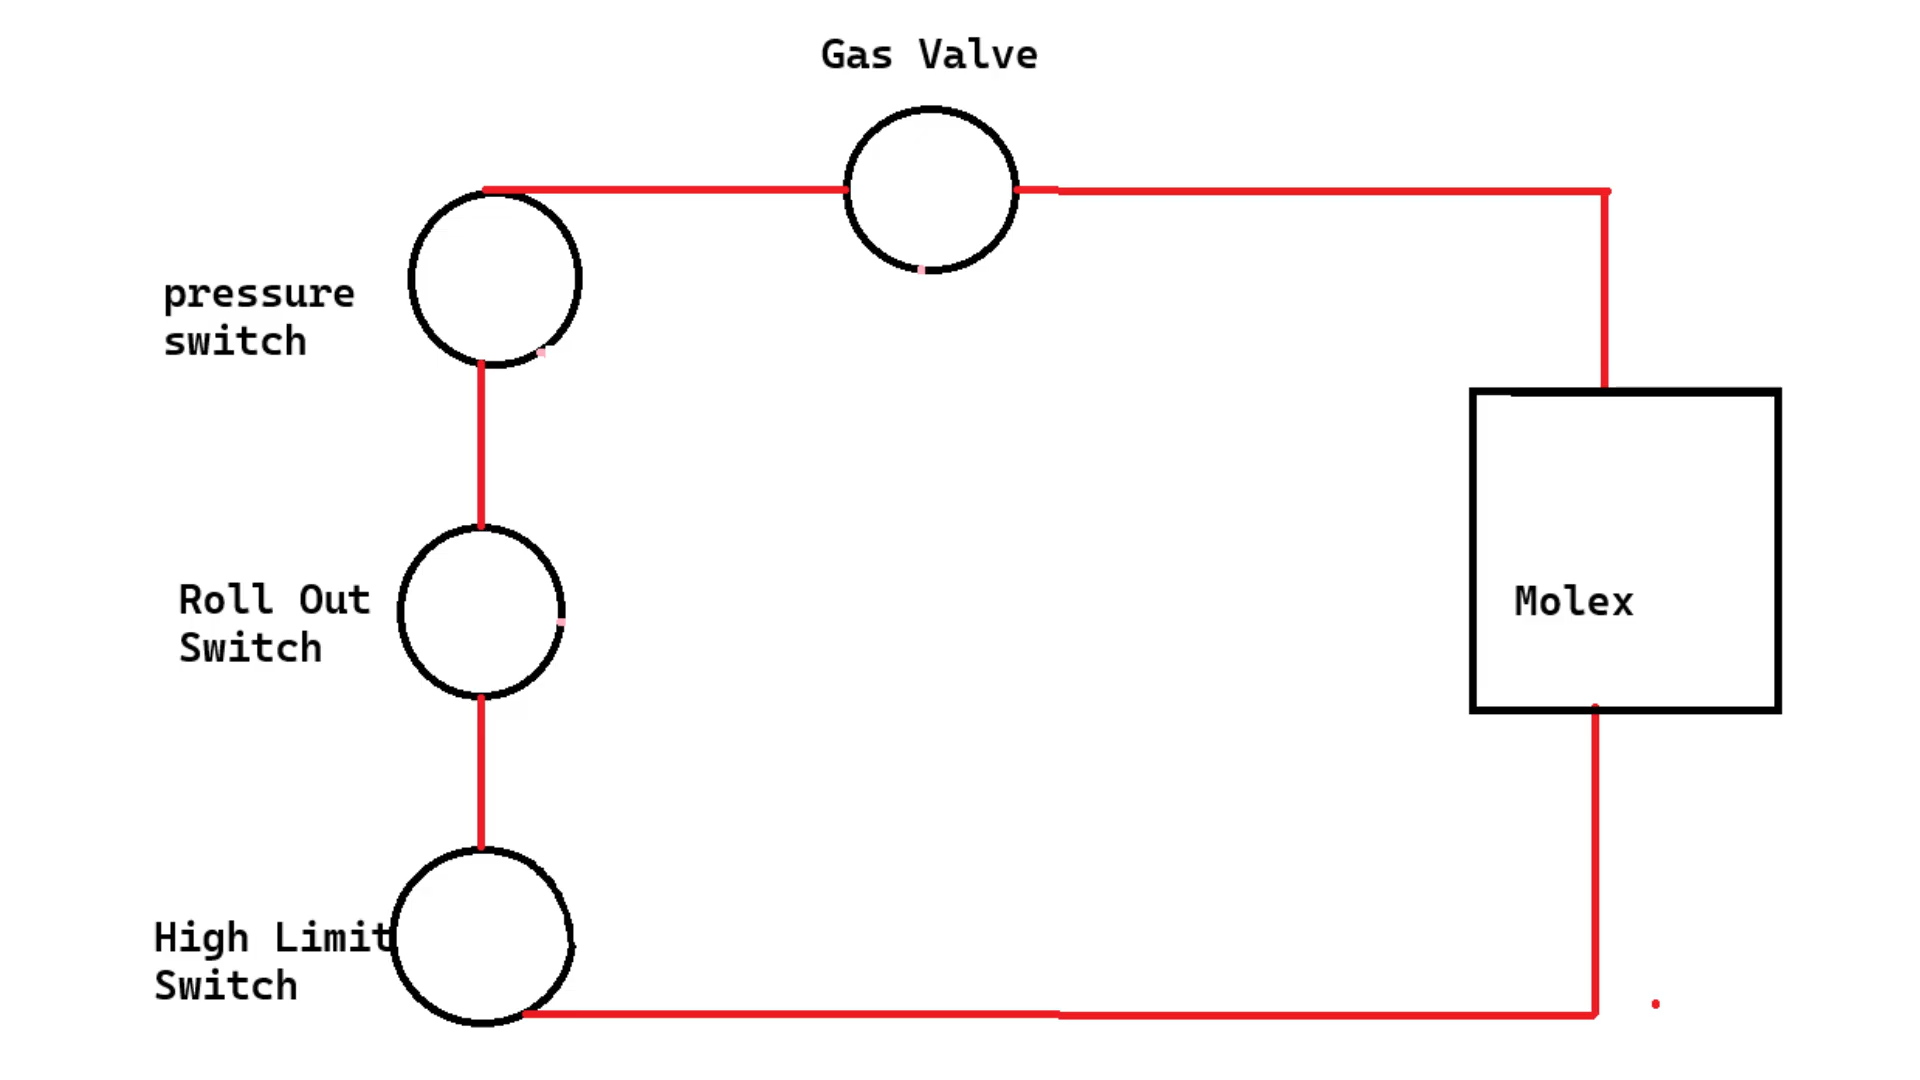 Gas Valve
pressure
switch
Roll Out
Switch
Molex
High Limit
Switch